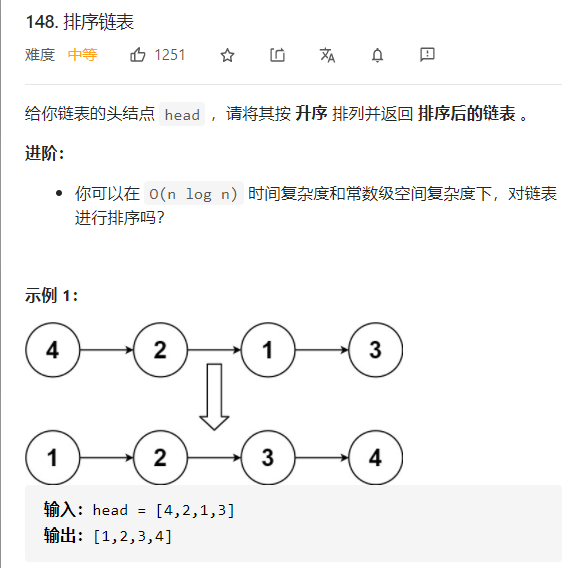 148. 排序链表
难度 中等 1251
给你链表的头结点 head ，请将其按 升序 排列并返回 排序后的链表 。
进阶：
你可以在 O(n log n) 时间复杂度和常数级空间复杂度下，对链表
进行排序吗？
示例 1：
4 2 1 3
1 2 3 4
输入：head = [4,2,1,3]
输出：[1,2,3,4]